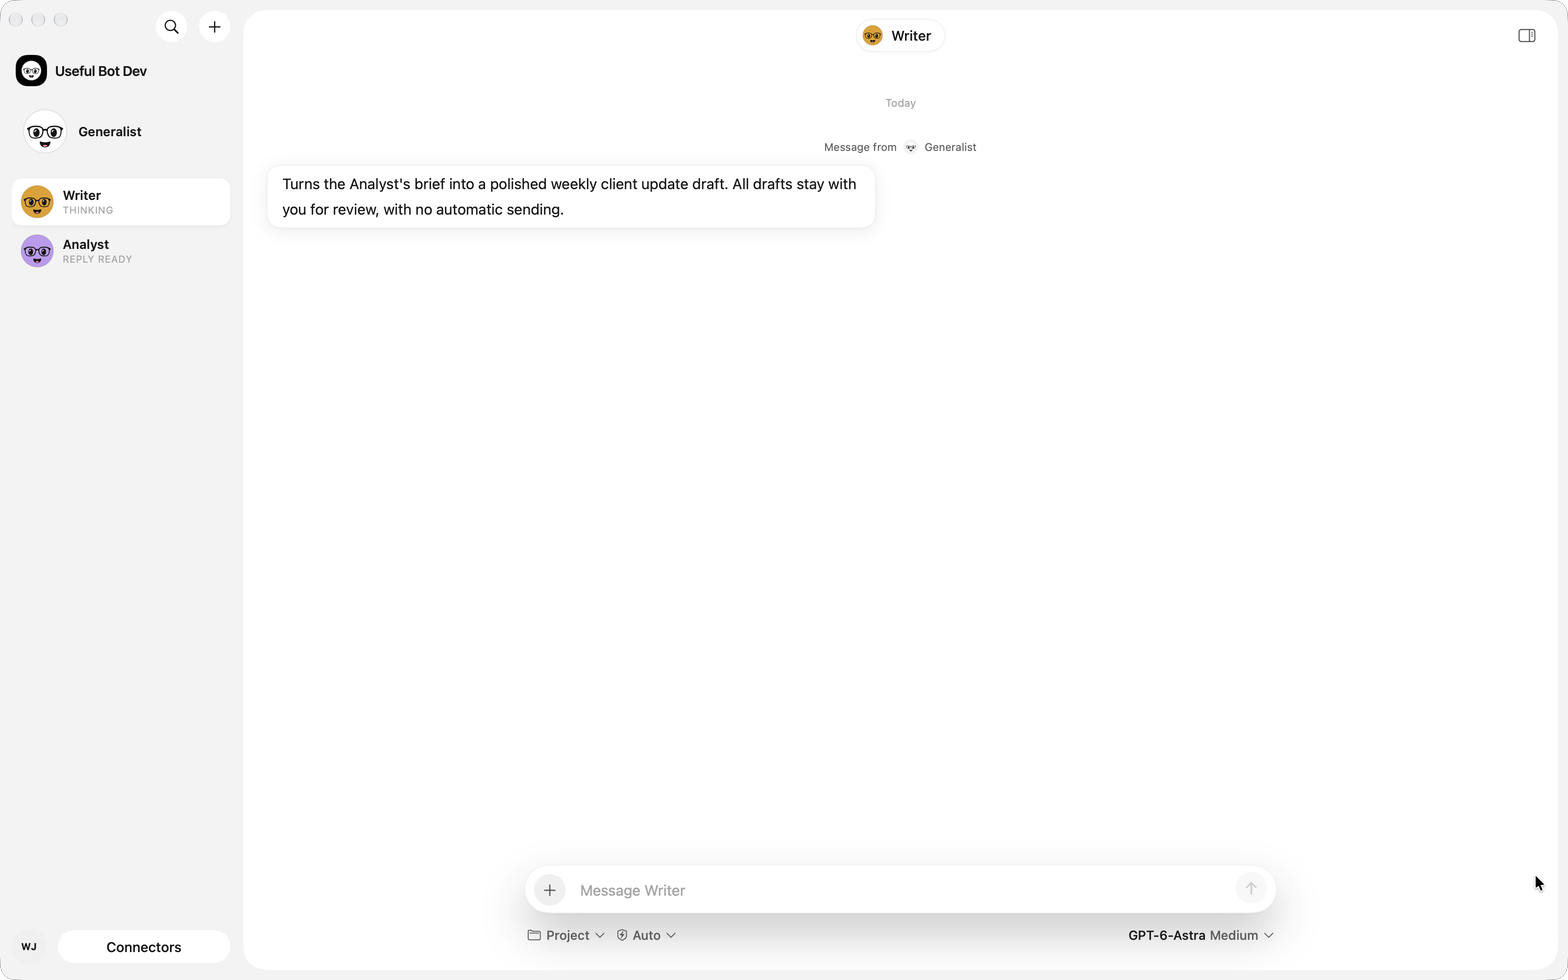 Useful Bot Dev
Generalist
Writer
THINKING
Analyst
REPLY READY
WJ
Connectors
Writer
Today
Message from Generalist
Turns the Analyst's brief into a polished weekly client update draft. All drafts stay with
you for review, with no automatic sending.
Message Writer
Project Auto GPT-6-Astra Medium